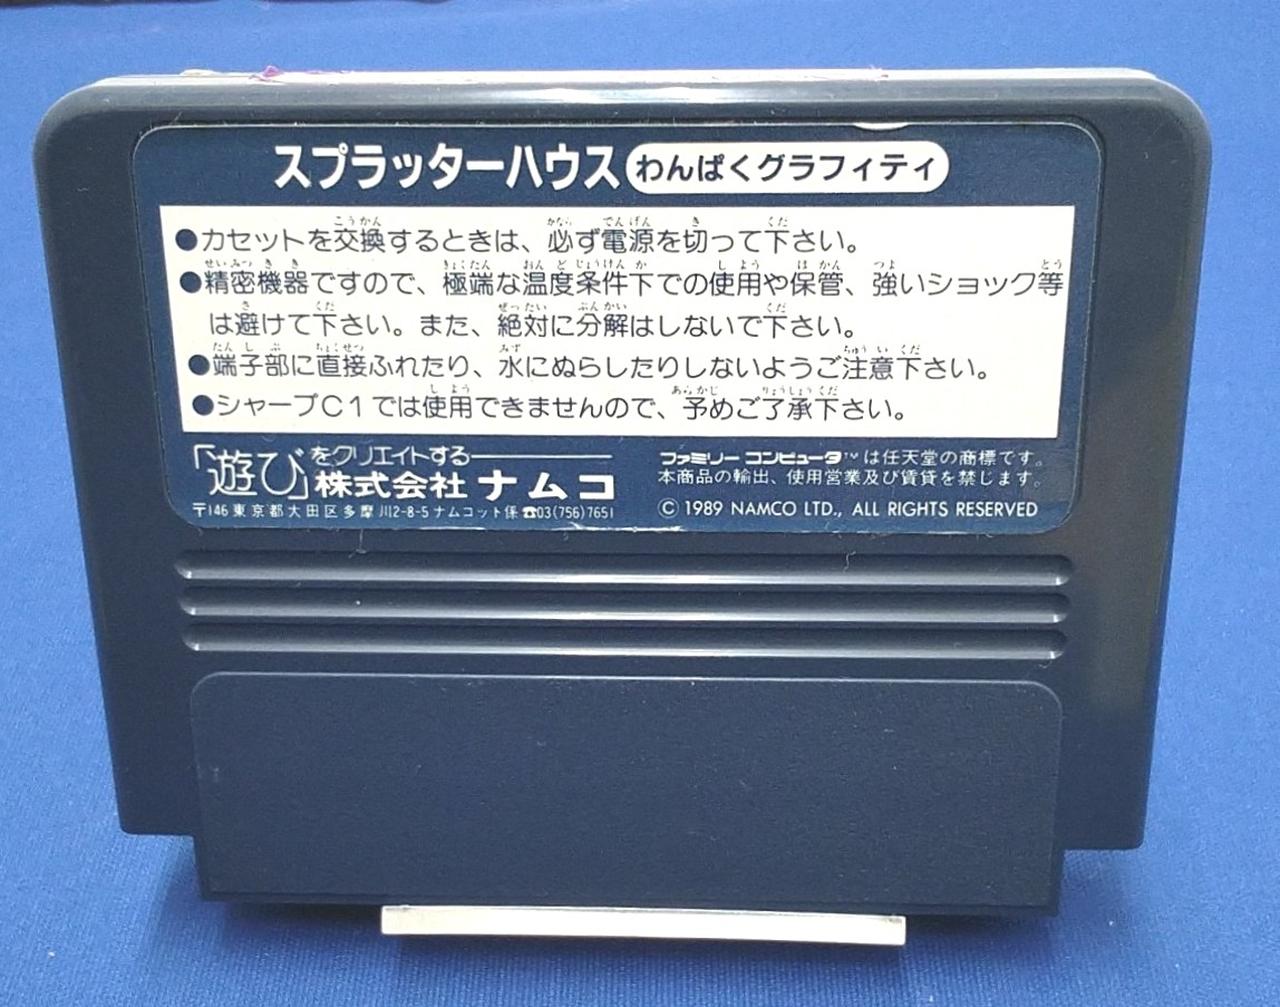 スプラッターハウス わんぱくグラフィティ
●カセットを交換するときは、必ず電源を切って下さい。
●精密機器ですので、極端な温度条件下での使用や保管、強いショック等
は避けて下さい。また、絶対に分解はしないで下さい。
●端子部に直接ふれたり、水にぬらしたりしないようご注意下さい。
●シャープC1では使用できませんので、予めご了承下さい。
「遊び」をクリエイトする
株式会社ナムコ
〒146 東京都大田区多摩川2-8-5 ナムコット係 ☎03(756)7651
ファミリーコンピュータ™は任天堂の商標です。
本商品の輸出、使用営業及び賃貸を禁じます。
© 1989 NAMCO LTD., ALL RIGHTS RESERVED